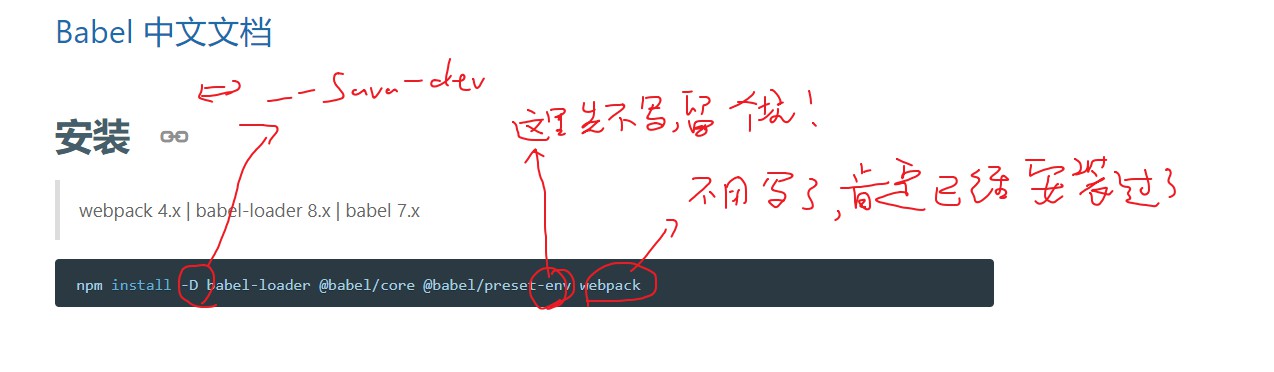 Babel 中文文档
<=> --Sava-dev
这里先不写,留个坑!
安装
不用写了,肯定已经安装过了
webpack 4.x | babel-loader 8.x | babel 7.x
npm install -D babel-loader @babel/core @babel/preset-env webpack